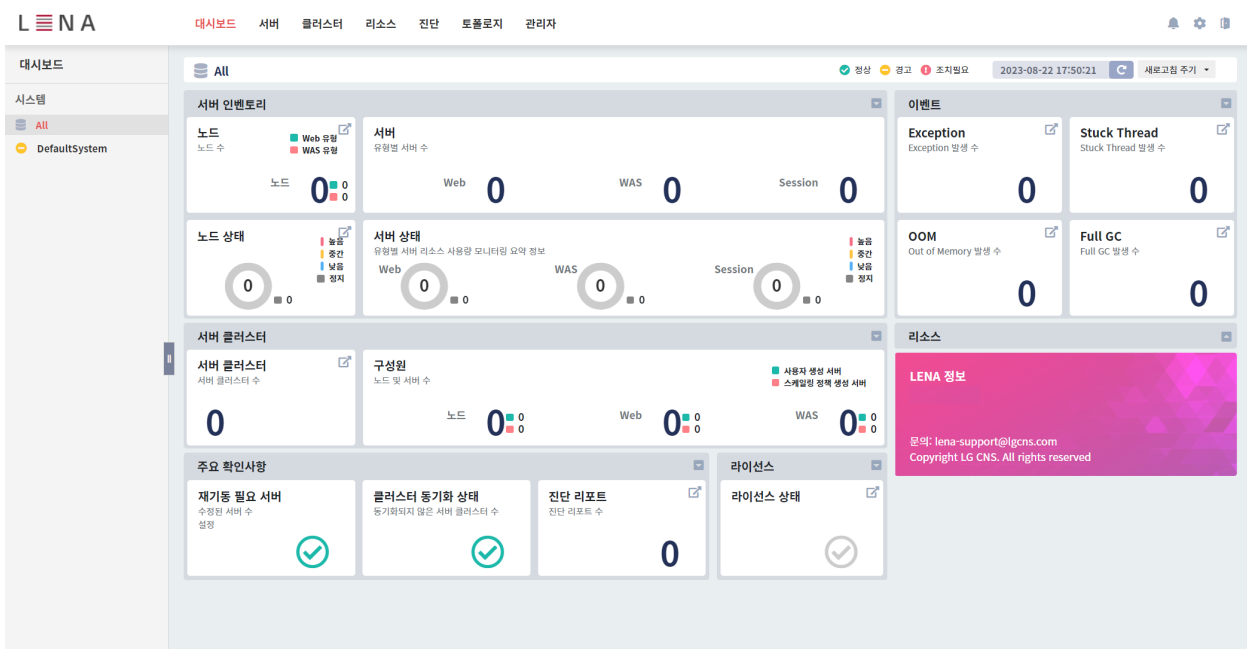 LENA
대시보드 서버 클러스터 리소스 진단 토폴로지 관리자
대시보드
시스템
All
DefaultSystem
All
정상 경고 조치필요 2023-08-22 17:50:21 새로고침 주기
서버 인벤토리
노드
노드 수
Web 유형
WAS 유형
노드 0 0
0
서버
유형별 서버 수
Web 0 WAS 0 Session 0
노드 상태
높음
중간
낮음
정지
0 0
서버 상태
유형별 서버 리소스 사용량 모니터링 요약 정보
높음
중간
낮음
정지
Web 0 0
WAS 0 0
Session 0 0
이벤트
Exception
Exception 발생 수
0
Stuck Thread
Stuck Thread 발생 수
0
OOM
Out of Memory 발생 수
0
Full GC
Full GC 발생 수
0
서버 클러스터
서버 클러스터
서버 클러스터 수
0
구성원
노드 및 서버 수
사용자 생성 서버
스케일링 정책 생성 서버
노드 0 0
0
Web 0 0
0
WAS 0 0
0
리소스
LENA 정보
문의: lena-support@lgcns.com
Copyright LG CNS. All rights reserved
주요 확인사항
재기동 필요 서버
수정된 서버 수
설정
클러스터 동기화 상태
동기화되지 않은 서버 클러스터 수
진단 리포트
진단 리포트 수
0
라이선스
라이선스 상태